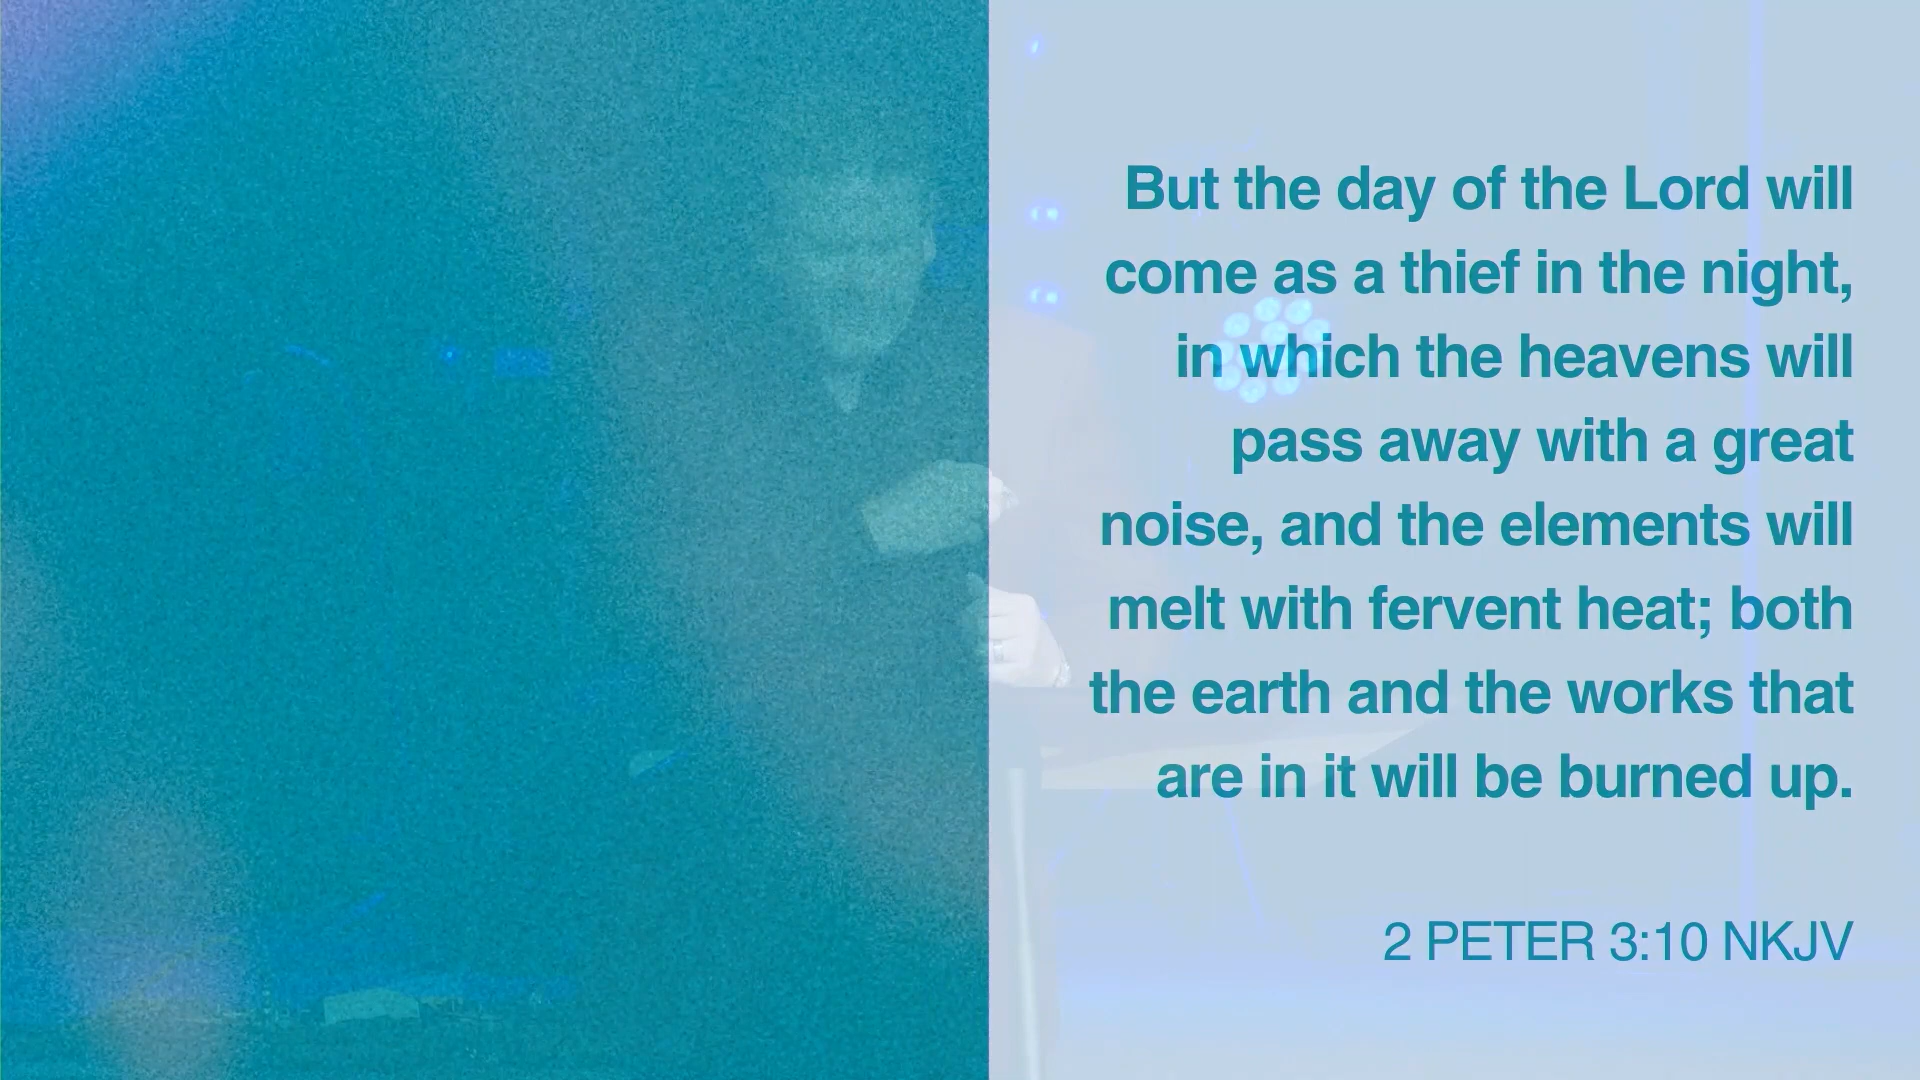 But the day of the Lord will
come as a thief in the night,
in which the heavens will
pass away with a great
noise, and the elements will
melt with fervent heat; both
the earth and the works that
are in it will be burned up.
2 PETER 3:10 NKJV